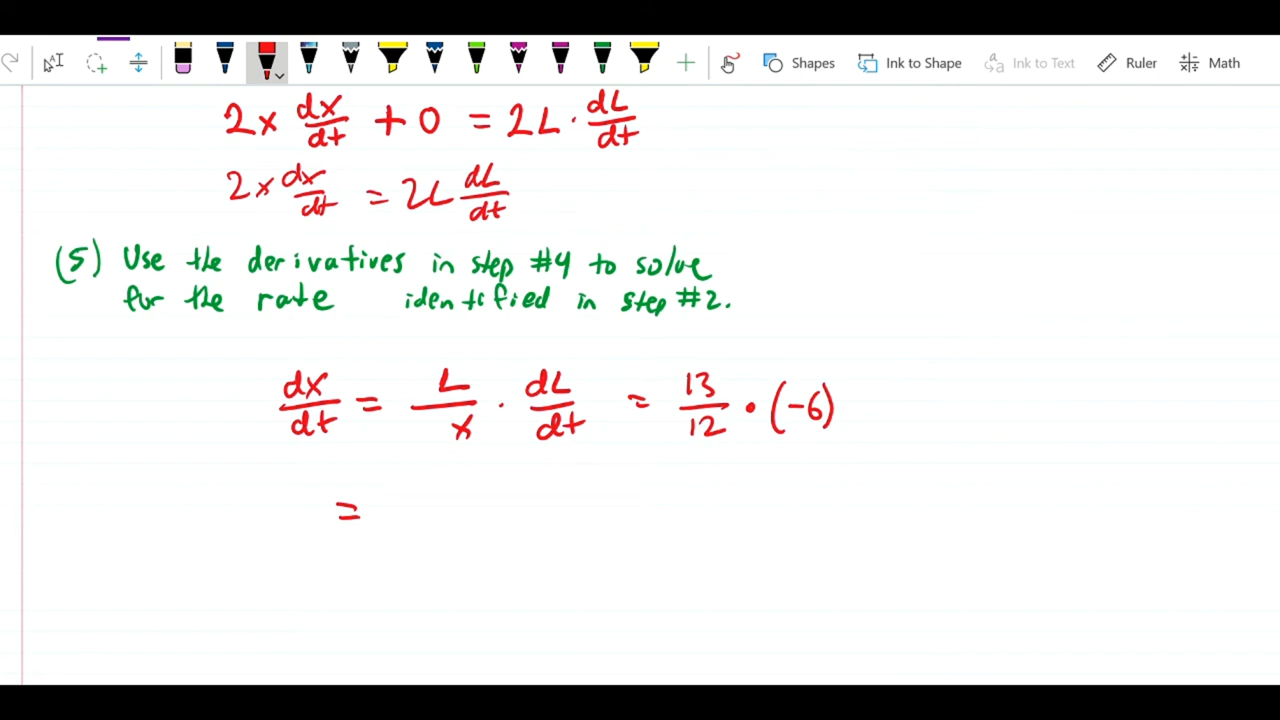 Shapes Ink to Shape Ink to Text Ruler Math
2x dx/dt + 0 = 2L · dL/dt
2x dx/dt = 2L dL/dt
(5) Use the derivatives in step #4 to solve
for the rate identified in step #2.
dx/dt = L/x · dL/dt = 13/12 • (-6)
=